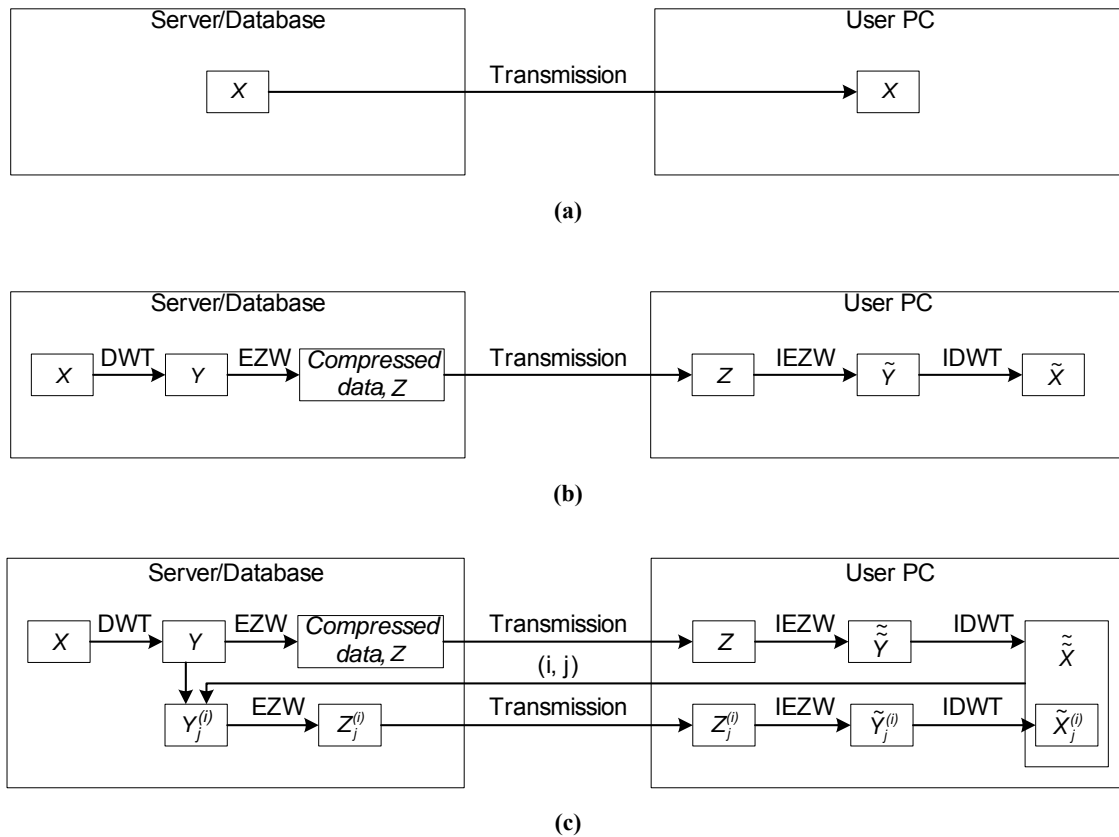 Server/Database
User PC
X
Transmission
X
(a)
Server/Database
User PC
X
DWT
Y
EZW
Compressed
data, Z
Transmission
Z
IEZW
Ỹ
IDWT
X̃
(b)
Server/Database
User PC
X
DWT
Y
EZW
Compressed
data, Z
Transmission
Z
IEZW
Ỹ̃
IDWT
X̃̃
(i, j)
Y_j^(i)
EZW
Z_j^(i)
Transmission
Z_j^(i)
IEZW
Ỹ_j^(i)
IDWT
X̃_j^(i)
(c)